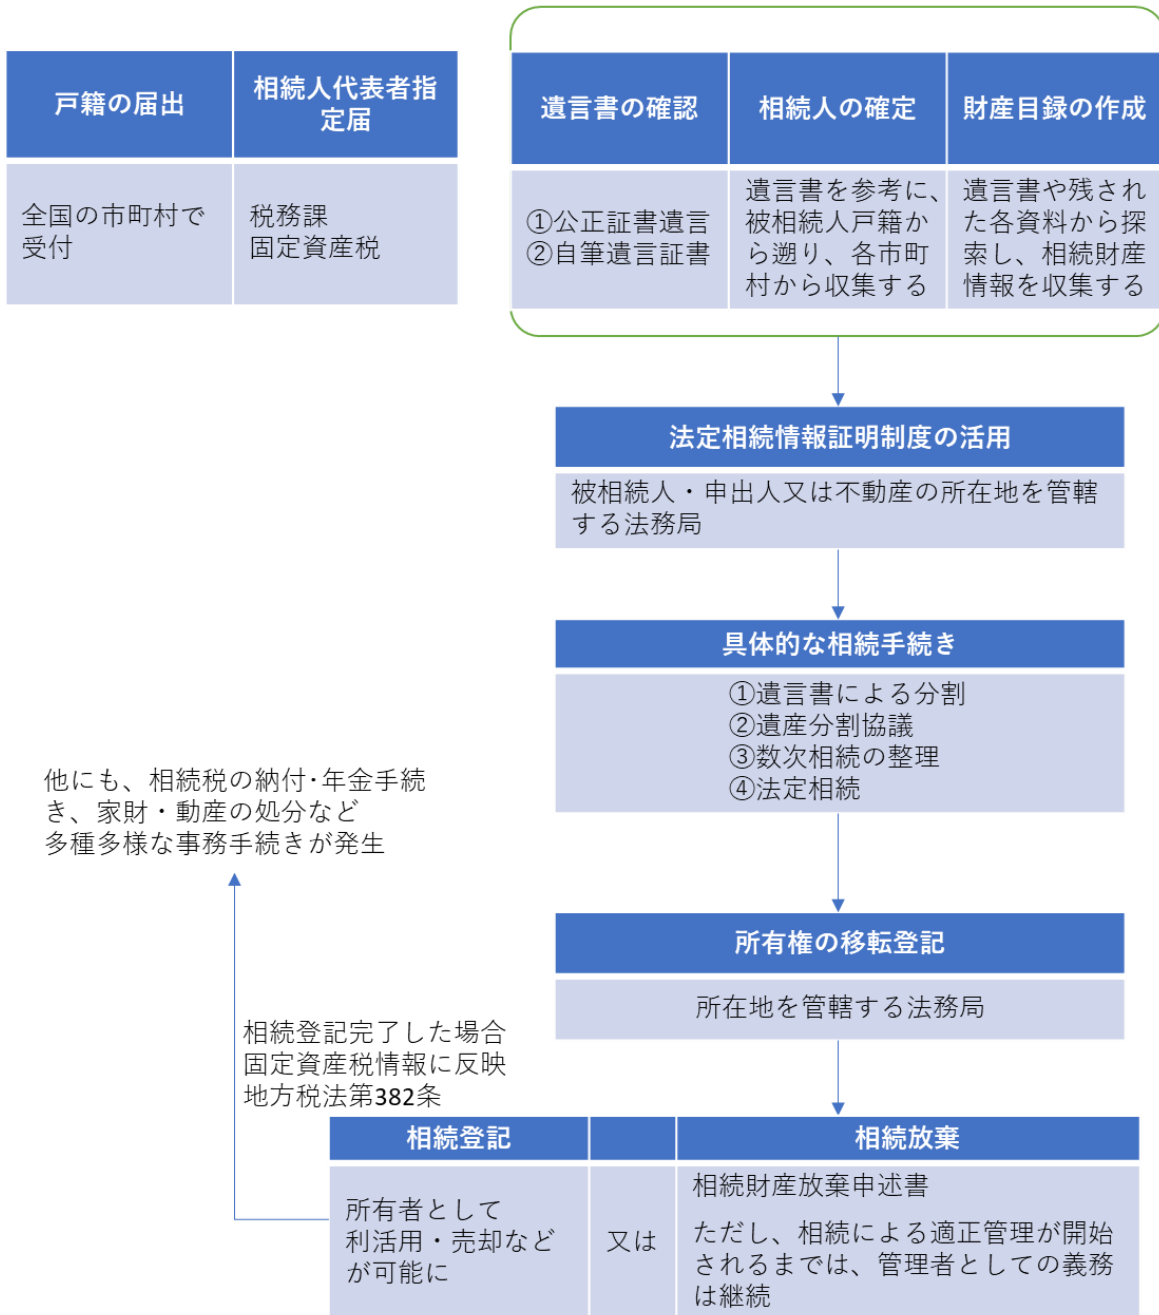 戸籍の届出
相続人代表者指
定届
全国の市町村で
受付
税務課
固定資産税
遺言書の確認
相続人の確定
財産目録の作成
①公正証書遺言
②自筆遺言証書
遺言書を参考に、
被相続人戸籍か
ら遡り、各市町
村から収集する
遺言書や残され
た各資料から探
索し、相続財産
情報を収集する
法定相続情報証明制度の活用
被相続人・申出人又は不動産の所在地を管轄
する法務局
具体的な相続手続き
①遺言書による分割
②遺産分割協議
③数次相続の整理
④法定相続
他にも、相続税の納付･年金手続
き、家財・動産の処分など
多種多様な事務手続きが発生
所有権の移転登記
所在地を管轄する法務局
相続登記完了した場合
固定資産税情報に反映
地方税法第382条
相続登記
相続放棄
所有者として
利活用・売却など
が可能に
又は
相続財産放棄申述書
ただし、相続による適正管理が開始
されるまでは、管理者としての義務
は継続